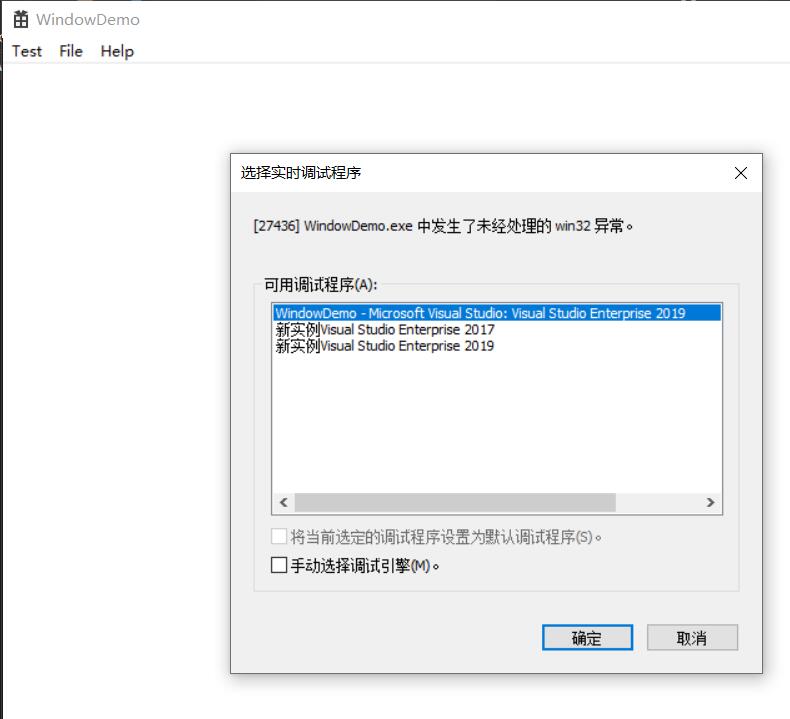 WindowDemo
Test File Help
选择实时调试程序
[27436] WindowDemo.exe 中发生了未经处理的 win32 异常。
可用调试程序(A):
WindowDemo - Microsoft Visual Studio: Visual Studio Enterprise 2019
新实例Visual Studio Enterprise 2017
新实例Visual Studio Enterprise 2019
将当前选定的调试程序设置为默认调试程序(S)。
手动选择调试引擎(M)。
确定 取消